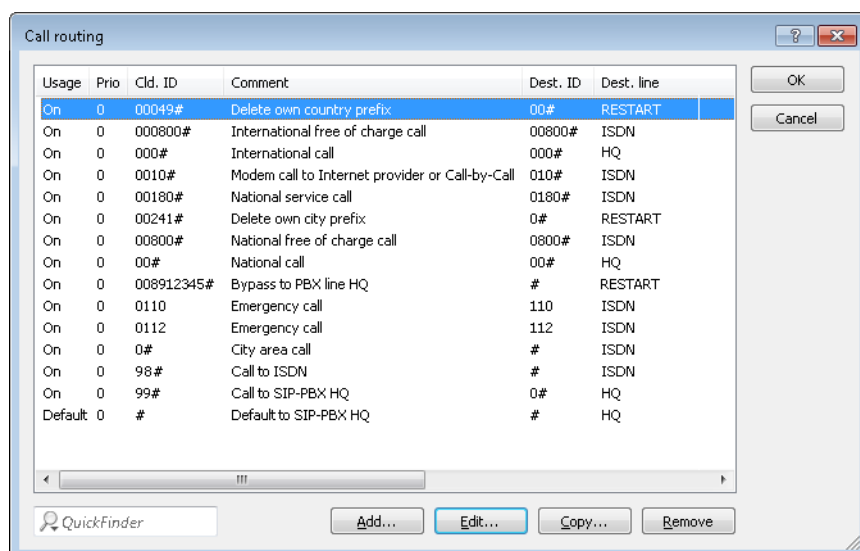 Call routing
Usage Prio Cld. ID Comment Dest. ID Dest. line
On 0 00049# Delete own country prefix 00# RESTART
On 0 000800# International free of charge call 00800# ISDN
On 0 000# International call 000# HQ
On 0 0010# Modem call to Internet provider or Call-by-Call 010# ISDN
On 0 00180# National service call 0180# ISDN
On 0 00241# Delete own city prefix 0# RESTART
On 0 00800# National free of charge call 0800# ISDN
On 0 00# National call 00# HQ
On 0 008912345# Bypass to PBX line HQ # RESTART
On 0 0110 Emergency call 110 ISDN
On 0 0112 Emergency call 112 ISDN
On 0 0# City area call # ISDN
On 0 98# Call to ISDN # ISDN
On 0 99# Call to SIP-PBX HQ 0# HQ
Default 0 # Default to SIP-PBX HQ # HQ
OK
Cancel
QuickFinder Add... Edit... Copy... Remove